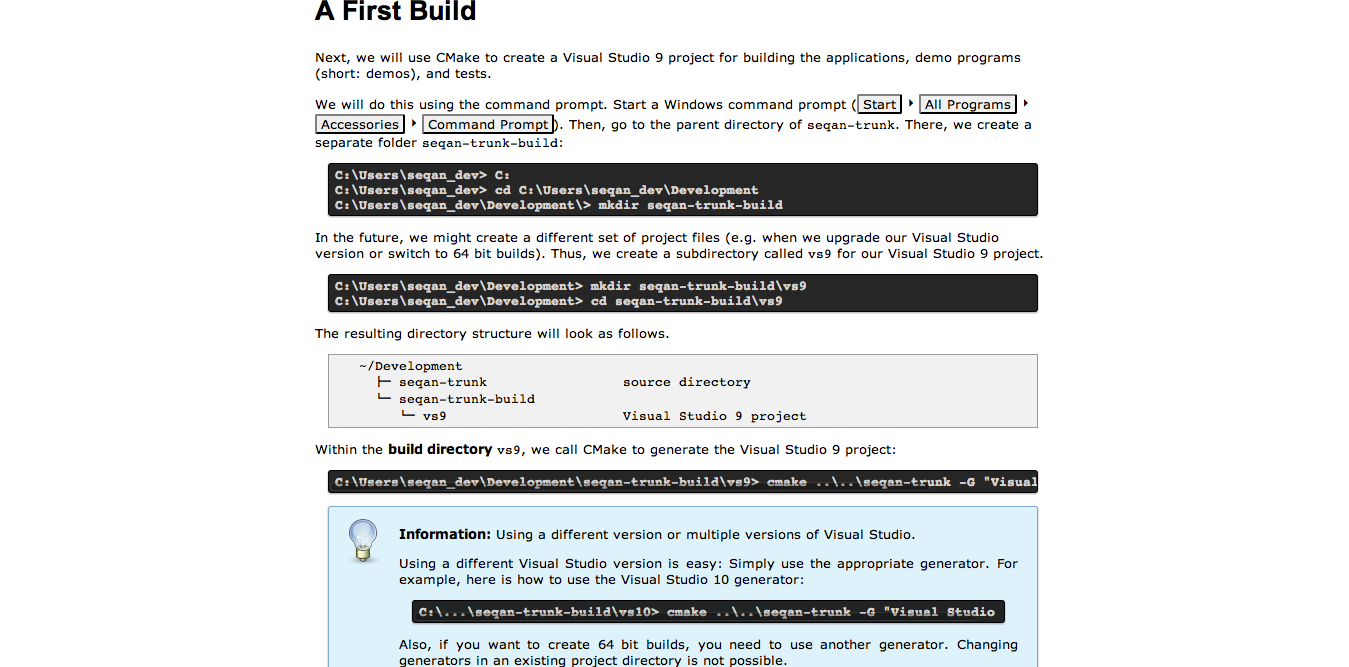 A First Build
Next, we will use CMake to create a Visual Studio 9 project for building the applications, demo programs
(short: demos), and tests.
We will do this using the command prompt. Start a Windows command prompt ( Start ▸ All Programs ▸
Accessories ▸ Command Prompt ). Then, go to the parent directory of seqan-trunk. There, we create a
separate folder seqan-trunk-build:
C:\Users\seqan_dev> C:
C:\Users\seqan_dev> cd C:\Users\seqan_dev\Development
C:\Users\seqan_dev\Development\> mkdir seqan-trunk-build
In the future, we might create a different set of project files (e.g. when we upgrade our Visual Studio
version or switch to 64 bit builds). Thus, we create a subdirectory called vs9 for our Visual Studio 9 project.
C:\Users\seqan_dev\Development> mkdir seqan-trunk-build\vs9
C:\Users\seqan_dev\Development> cd seqan-trunk-build\vs9
The resulting directory structure will look as follows.
~/Development
├─ seqan-trunk source directory
└─ seqan-trunk-build
└─ vs9 Visual Studio 9 project
Within the build directory vs9, we call CMake to generate the Visual Studio 9 project:
C:\Users\seqan_dev\Development\seqan-trunk-build\vs9> cmake ..\..\seqan-trunk -G "Visual
Information: Using a different version or multiple versions of Visual Studio.
Using a different Visual Studio version is easy: Simply use the appropriate generator. For
example, here is how to use the Visual Studio 10 generator:
C:\...\seqan-trunk-build\vs10> cmake ..\..\seqan-trunk -G "Visual Studio
Also, if you want to create 64 bit builds, you need to use another generator. Changing
generators in an existing project directory is not possible.